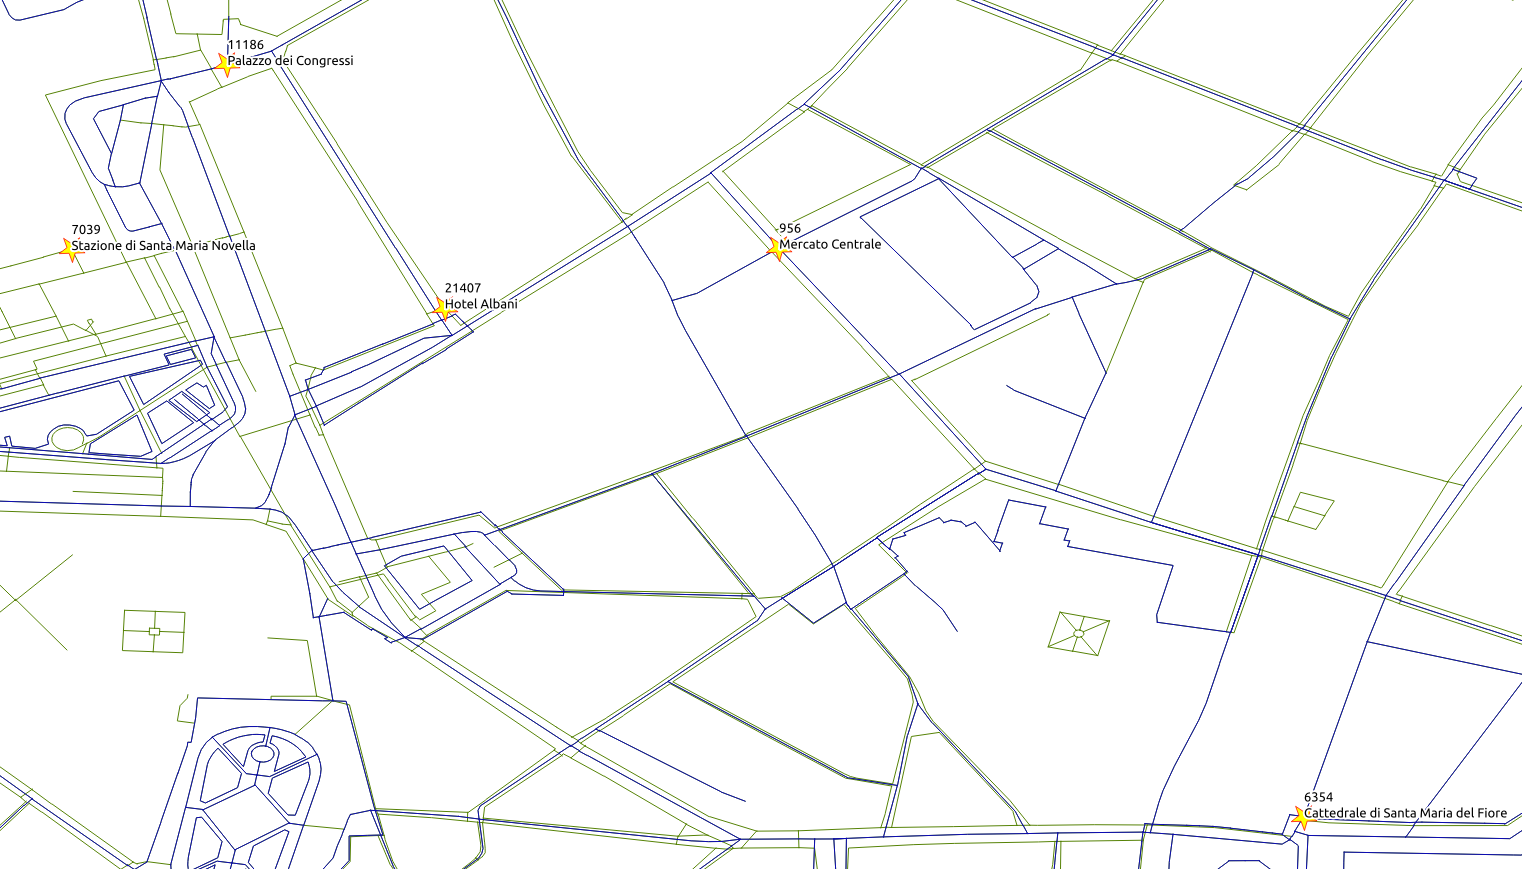 11186
Palazzo dei Congressi
7039
Stazione di Santa Maria Novella
-956
Mercato Centrale
21407
Hotel Albani
6354
Cattedrale di Santa Maria del Fiore